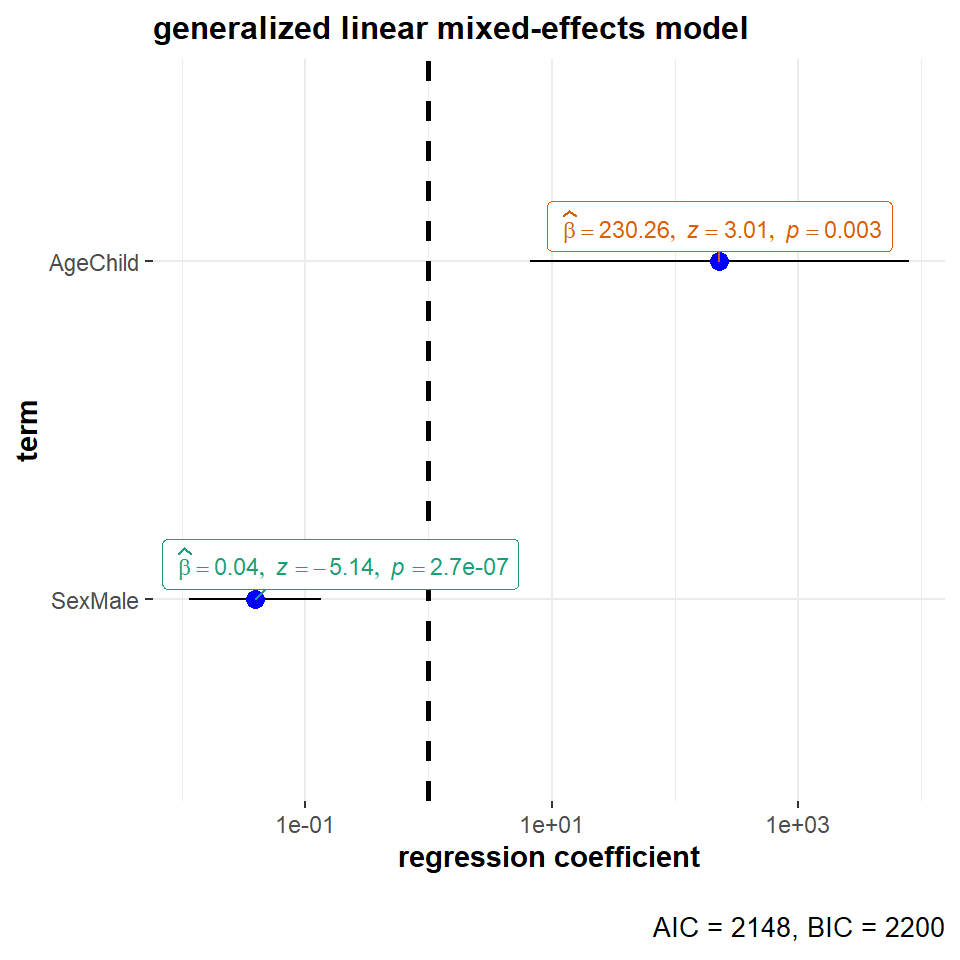 generalized linear mixed-effects model
β̂ = 230.26, z = 3.01, p = 0.003
AgeChild
term
β̂ = 0.04, z = −5.14, p = 2.7e-07
SexMale
1e-01 1e+01 1e+03
regression coefficient
AIC = 2148, BIC = 2200